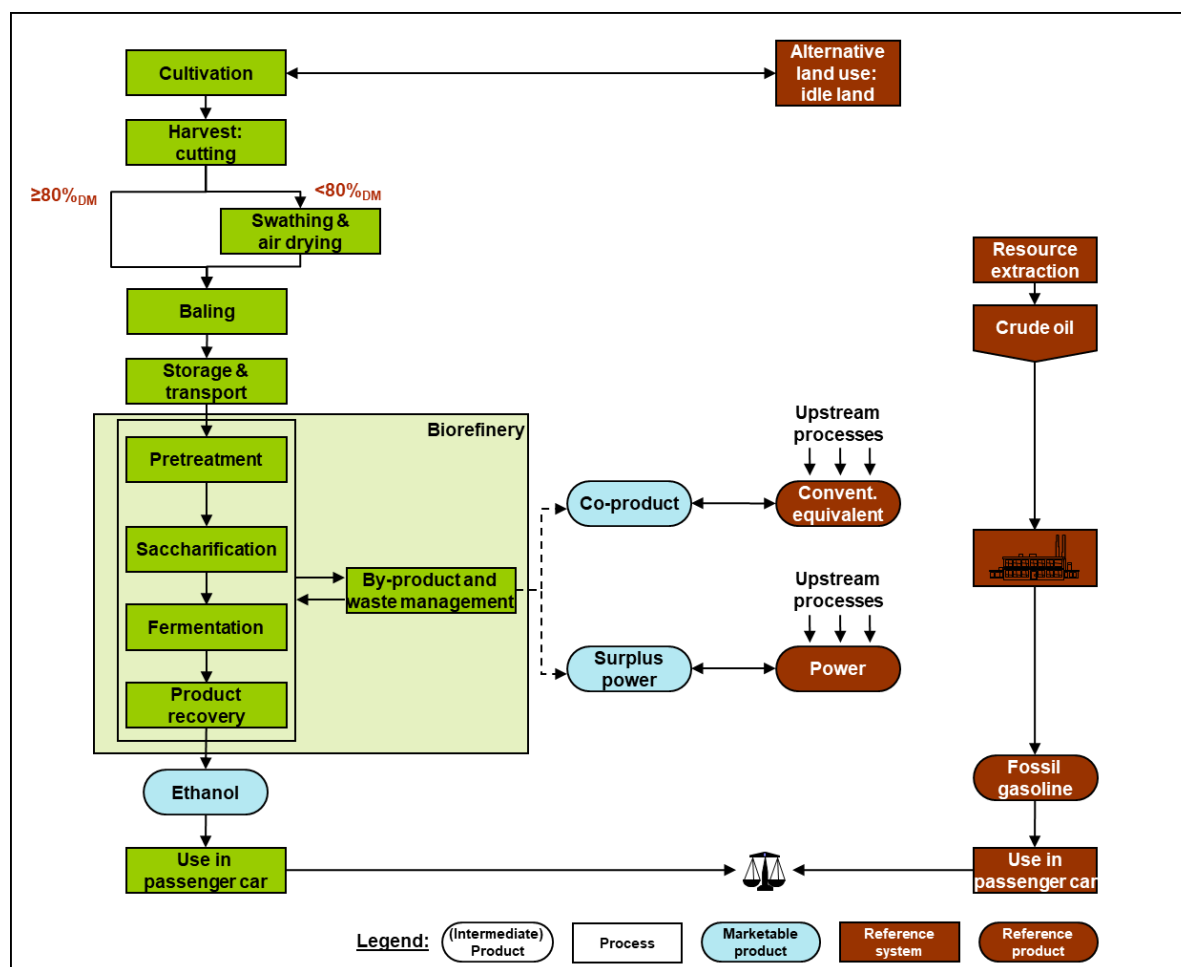 Cultivation
Alternative
land use:
idle land
Harvest:
cutting
≥80%DM
<80%DM
Swathing &
air drying
Baling
Storage &
transport
Resource
extraction
Crude oil
Biorefinery
Pretreatment
Saccharification
Fermentation
Product
recovery
By-product and
waste management
Co-product
Upstream
processes
Convent.
equivalent
Surplus
power
Upstream
processes
Power
Ethanol
Fossil
gasoline
Use in
passenger car
Use in
passenger car
Legend:
(Intermediate)
Product
Process
Marketable
product
Reference
system
Reference
product